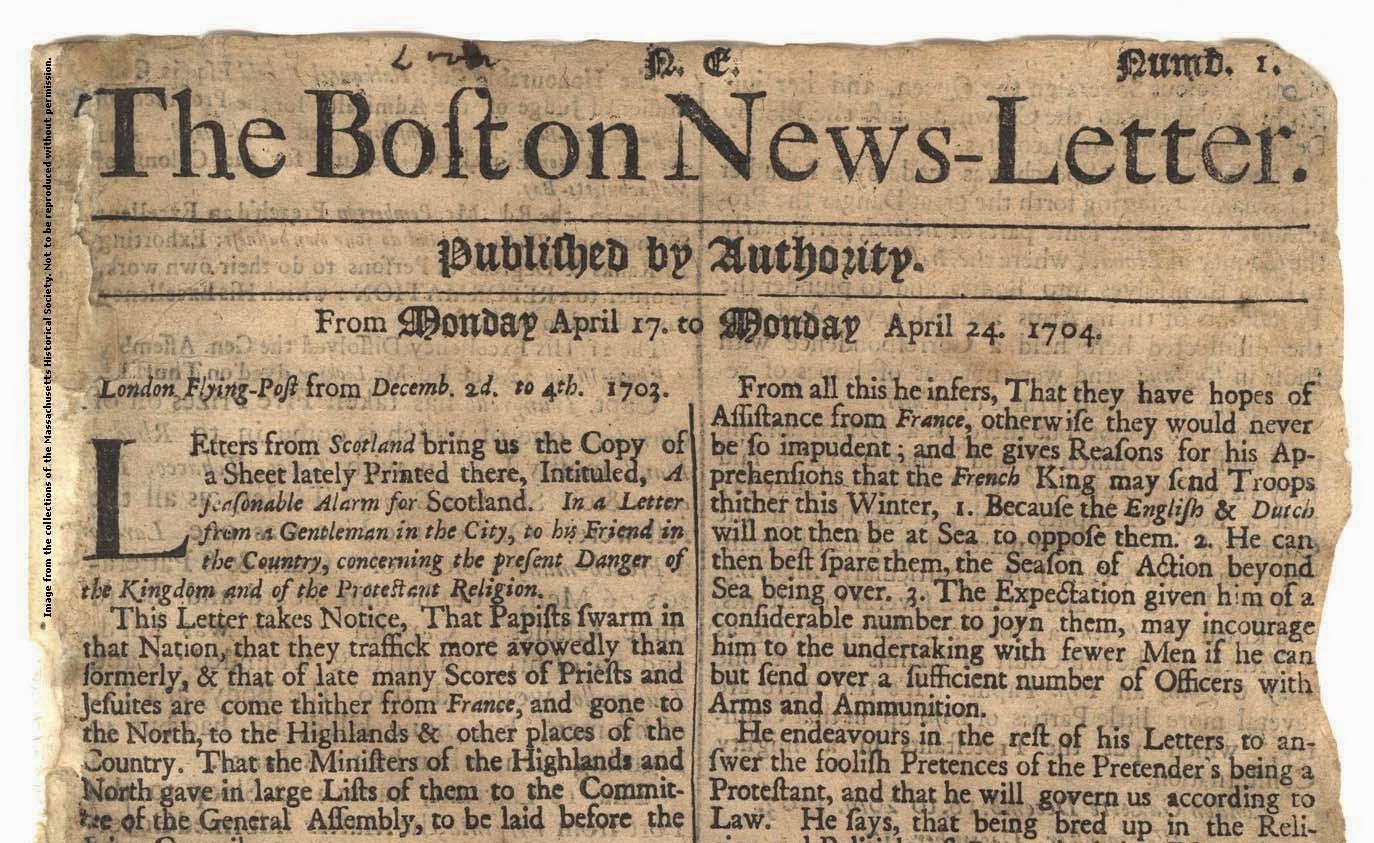 N. E.
Numb. 1.
The Boſton News-Letter.
Publiſhed by Authority.
From Monday April 17. to Monday April 24. 1704.
London Flying-Poſt from Decemb. 2d. to 4th. 1703.
LEtters from Scotland bring us the Copy of
a Sheet lately Printed there, Intituled, A
ſeaſonable Alarm for Scotland. In a Letter
from a Gentleman in the City, to his Friend in
the Country, concerning the preſent Danger of
the Kingdom and of the Proteſtant Religion.
This Letter takes Notice, That Papiſts ſwarm in
that Nation, that they traffick more avowedly than
formerly, & that of late many Scores of Prieſts and
Jeſuites are come thither from France, and gone to
the North, to the Highlands & other places of the
Country. That the Miniſters of the Highlands and
North gave in large Liſts of them to the Commit-
tee of the General Aſſembly, to be laid before the
From all this he infers, That they have hopes of
Aſſiſtance from France, otherwiſe they would never
be ſo impudent; and he gives Reaſons for his Ap-
prehenſions that the French King may ſend Troops
thither this Winter, 1. Becauſe the Engliſh & Dutch
will not then be at Sea to oppoſe them. 2. He can
then beſt ſpare them, the Seaſon of Action beyond
Sea being over. 3. The Expectation given him of a
conſiderable number to joyn them, may incourage
him to the undertaking with fewer Men if he can
but ſend over a ſufficient number of Officers with
Arms and Ammunition.
He endeavours in the reſt of his Letters to an-
ſwer the fooliſh Pretences of the Pretender's being a
Proteſtant, and that he will govern us according to
Law. He ſays, that being bred up in the Reli-
* Image from the collections of the Massachusetts Historical Society. Not to be reproduced without permission.